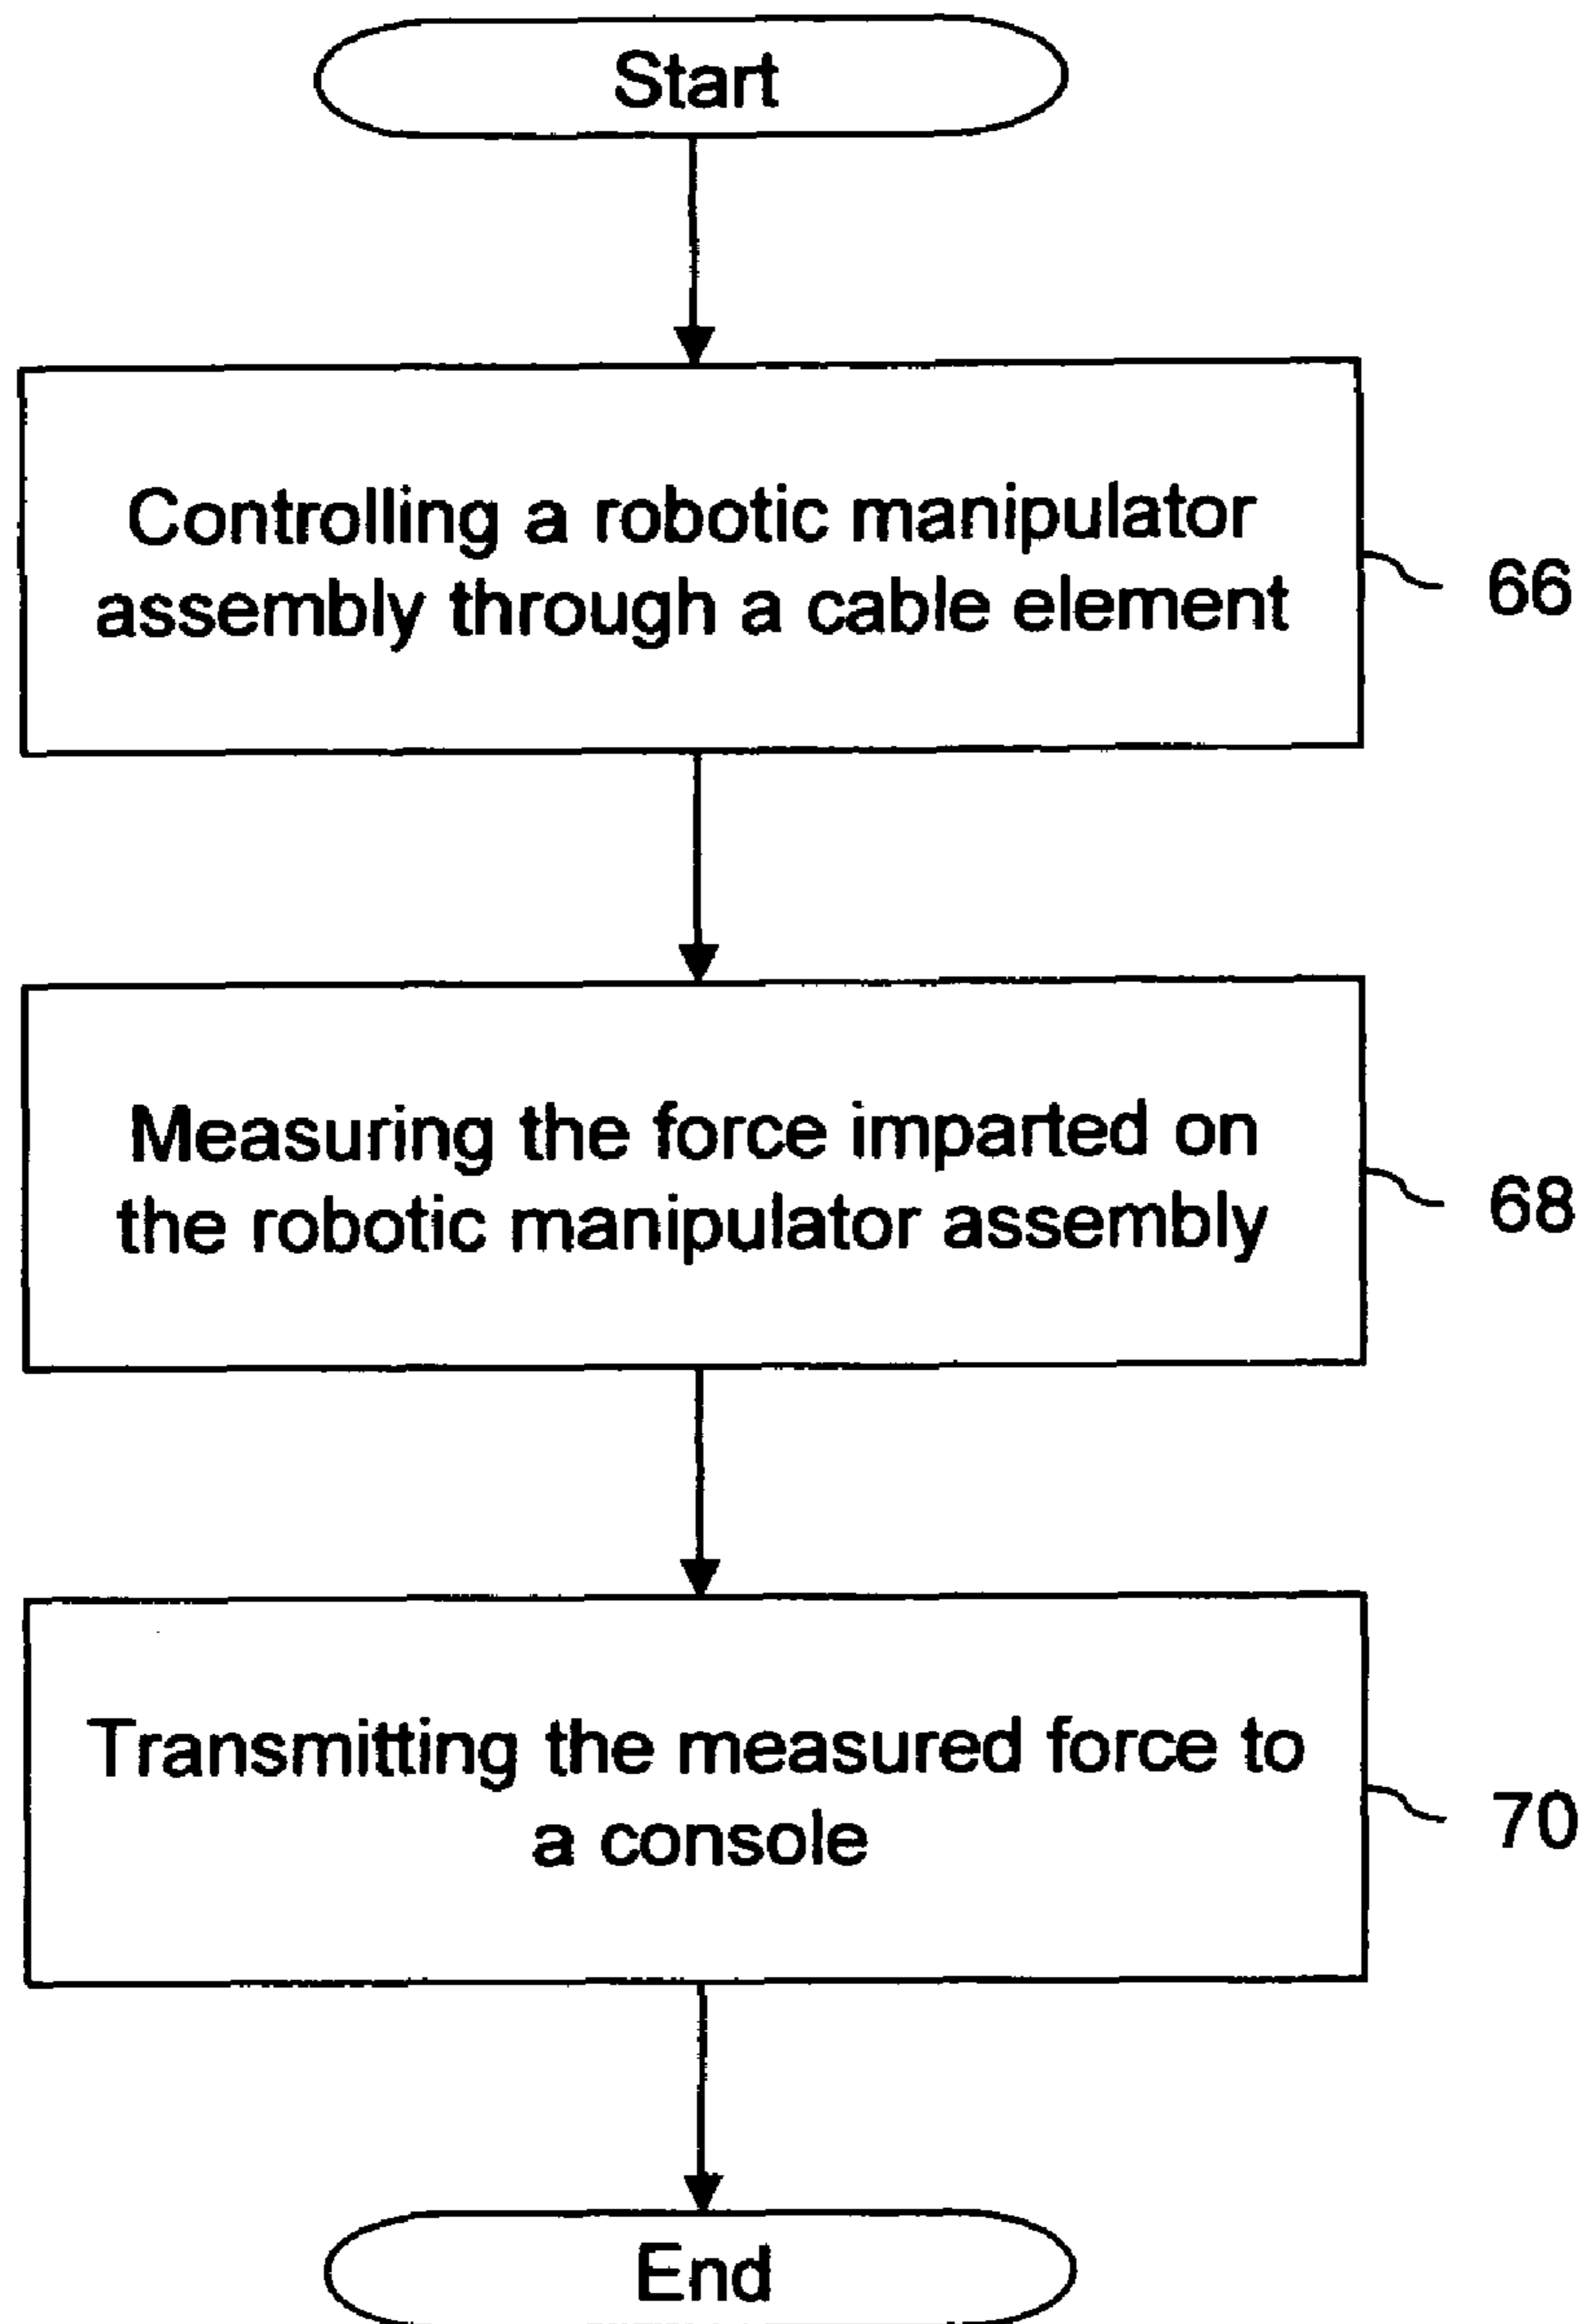 Start
Controlling a robotic manipulator
assembly through a cable element
66
Measuring the force imparted on
the robotic manipulator assembly
68
Transmitting the measured force to
a console
70
End